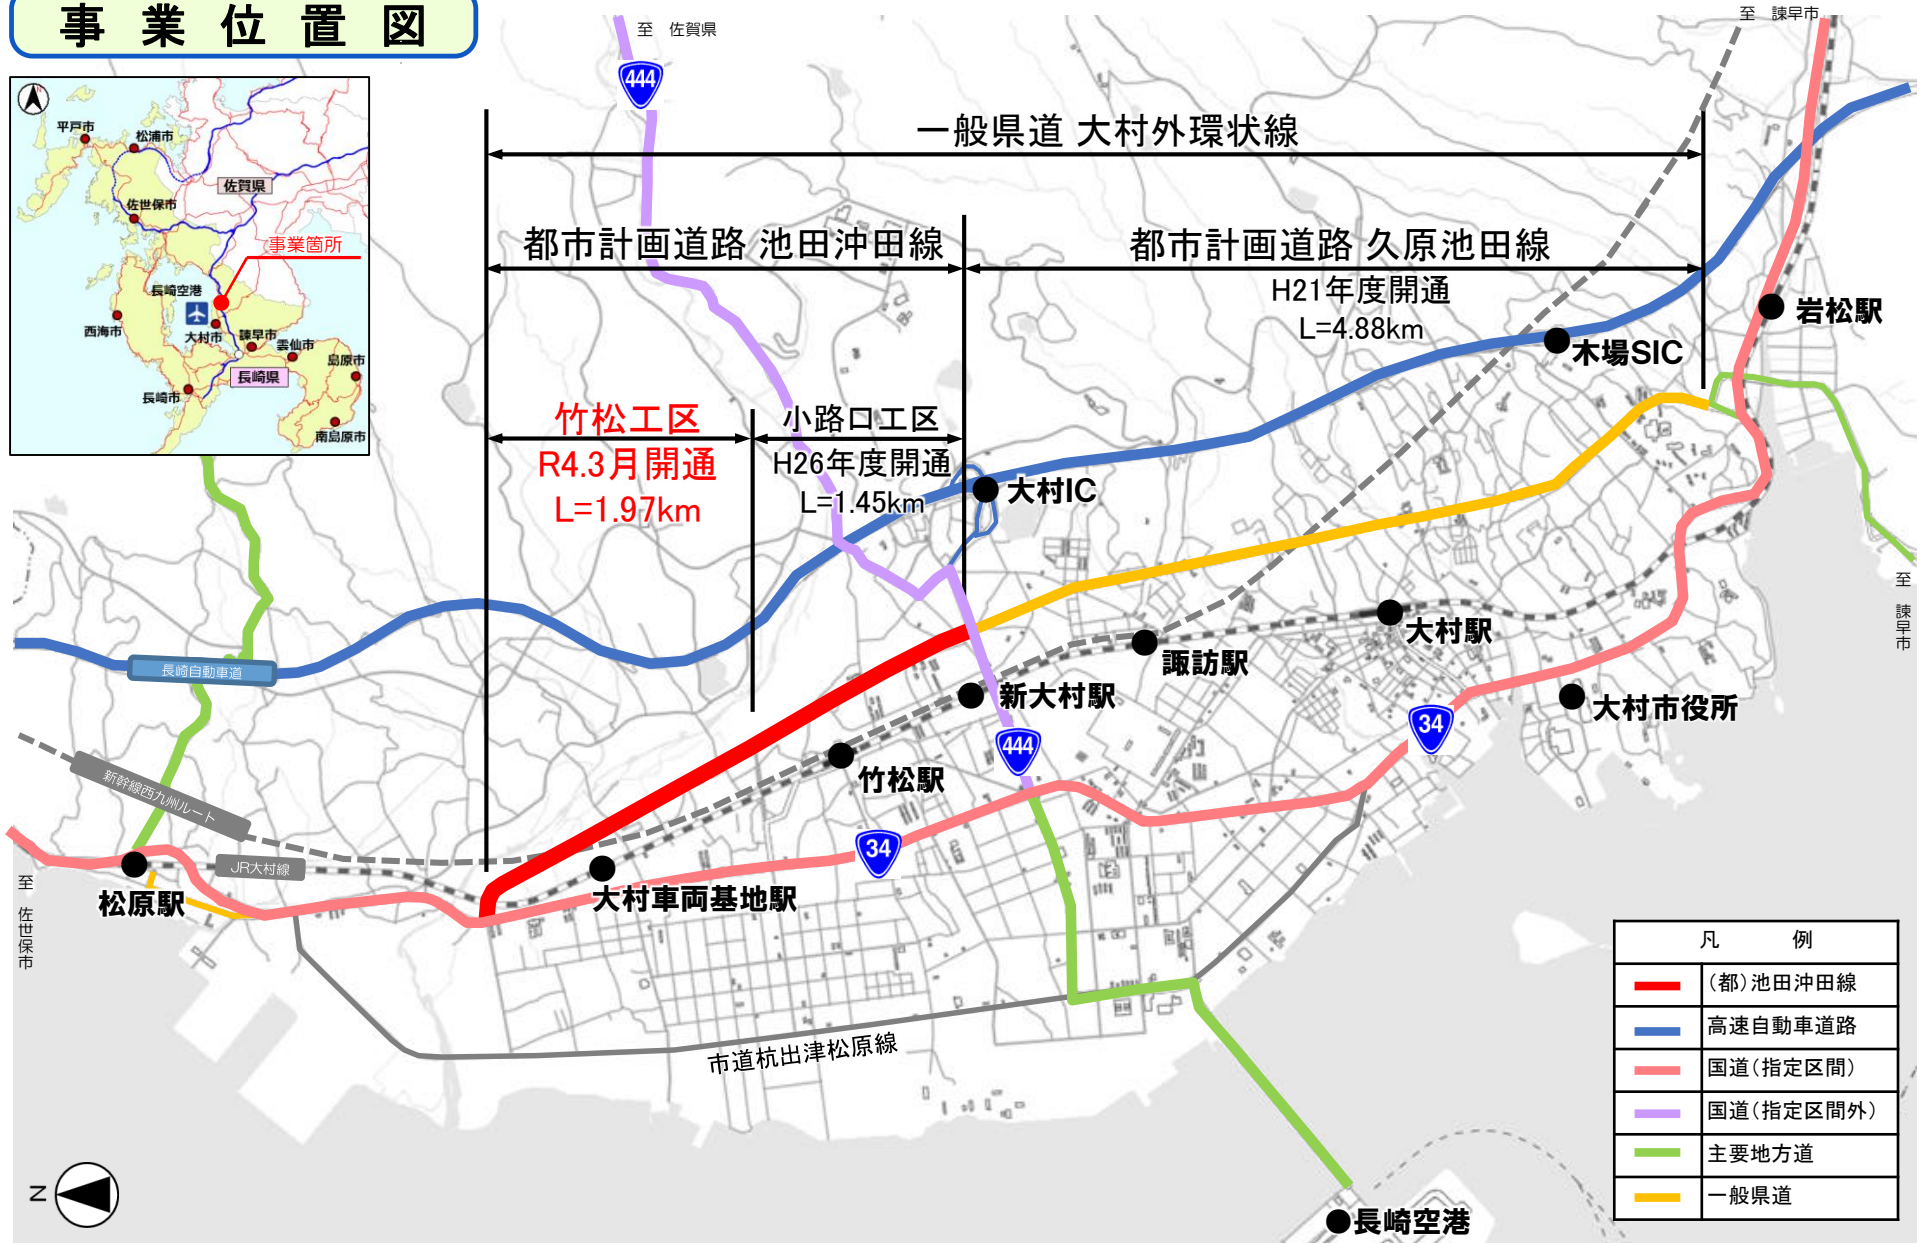 事業位置図
至 佐賀県
至 諫早市
444
平戸市
松浦市
佐賀県
佐世保市
事業箇所
長崎空港
西海市
大村市
諫早市
雲仙市
島原市
長崎県
長崎市
南島原市
一般県道 大村外環状線
都市計画道路 池田沖田線
都市計画道路 久原池田線
H21年度開通
L=4.88km
岩松駅
木場SIC
竹松工区
R4.3月開通
L=1.97km
小路口工区
H26年度開通
L=1.45km
大村IC
至 諫早市
大村駅
諏訪駅
長崎自動車道
新大村駅
大村市役所
34
444
新幹線西九州ルート
竹松駅
34
JR大村線
松原駅
大村車両基地駅
至 佐世保市
市道杭出津松原線
凡 例
(都)池田沖田線
高速自動車道路
国道(指定区間)
国道(指定区間外)
主要地方道
一般県道
N
長崎空港